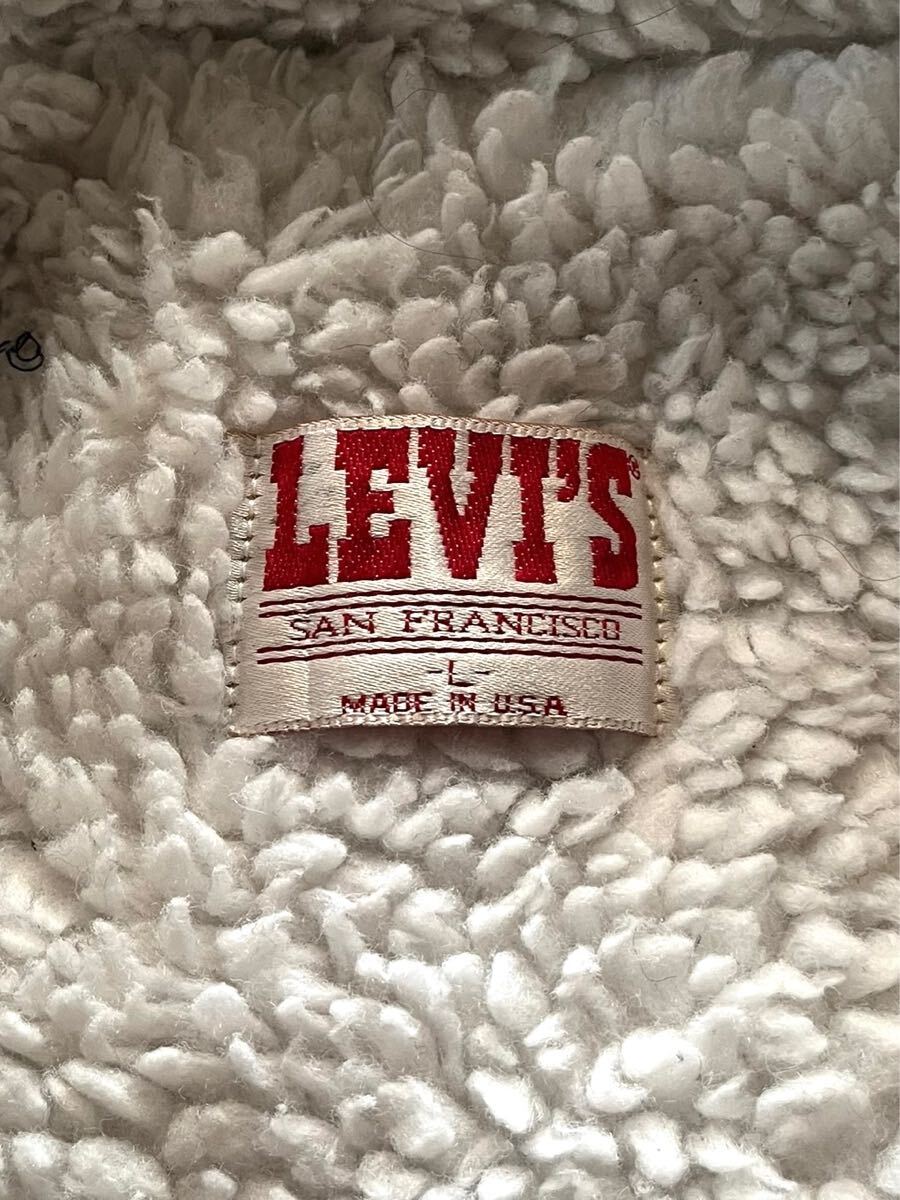 LEVI'S®
SAN FRANCISCO
-L-
MADE IN U.S.A